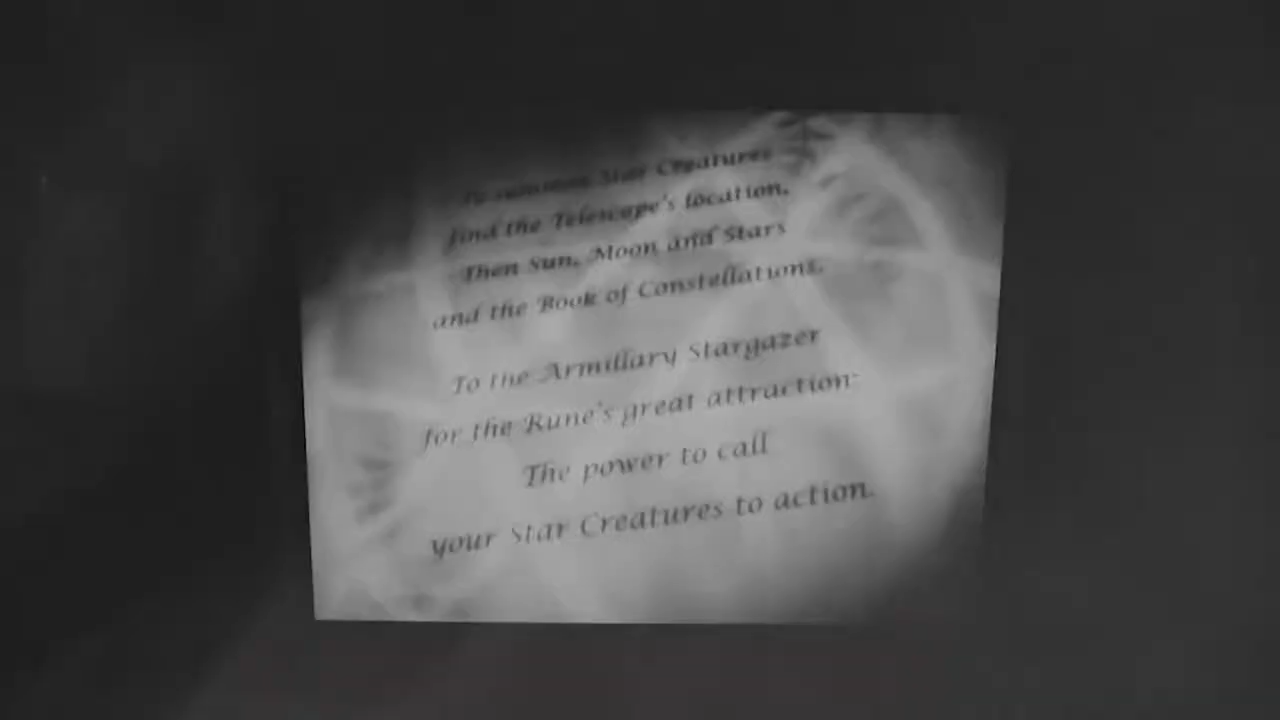 To summon Star Creatures
find the Telescope's location,
Then Sun, Moon and Stars
and the Book of Constellations.
To the Armillary Stargazer
for the Rune's great attraction-
The power to call
your Star Creatures to action.